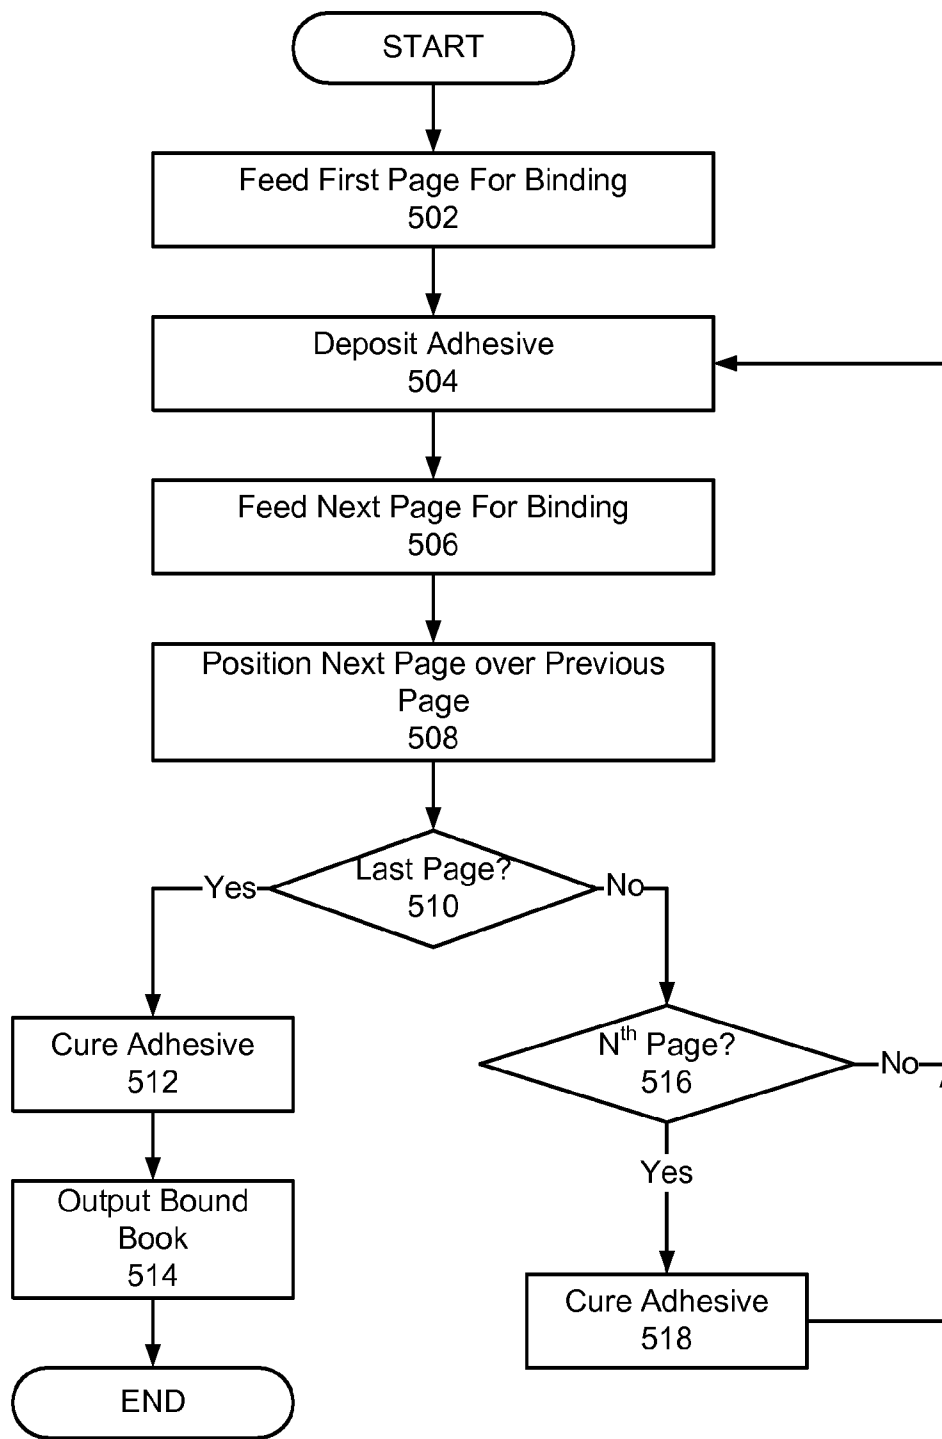 START
Feed First Page For Binding
502
Deposit Adhesive
504
Feed Next Page For Binding
506
Position Next Page over Previous
Page
508
Last Page?
510
Yes
No
Cure Adhesive
512
Nth Page?
516
No
Yes
Output Bound
Book
514
Cure Adhesive
518
END